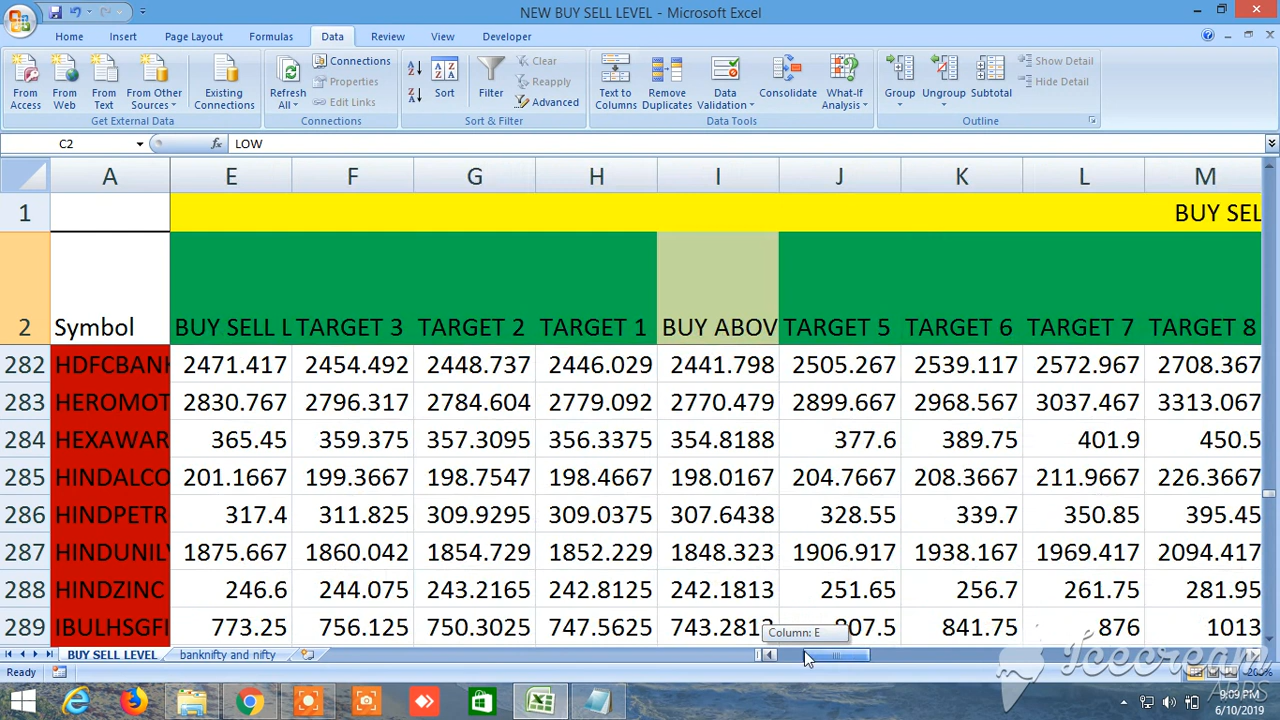 NEW BUY SELL LEVEL - Microsoft Excel
Home Insert Page Layout Formulas Data Review View Developer
From Access From Web From Text From Other Sources Existing Connections
Get External Data
Refresh All Connections Properties Edit Links
Connections
Sort Filter Clear Reapply Advanced
Sort & Filter
Text to Columns Remove Duplicates Data Validation Consolidate What-If Analysis
Data Tools
Group Ungroup Subtotal Show Detail Hide Detail
Outline
C2 fx LOW
A E F G H I J K L M
1 BUY SEL
2 Symbol BUY SELL L TARGET 3 TARGET 2 TARGET 1 BUY ABOV TARGET 5 TARGET 6 TARGET 7 TARGET 8
282 HDFCBANK 2471.417 2454.492 2448.737 2446.029 2441.798 2505.267 2539.117 2572.967 2708.367
283 HEROMOT 2830.767 2796.317 2784.604 2779.092 2770.479 2899.667 2968.567 3037.467 3313.067
284 HEXAWAR 365.45 359.375 357.3095 356.3375 354.8188 377.6 389.75 401.9 450.5
285 HINDALCO 201.1667 199.3667 198.7547 198.4667 198.0167 204.7667 208.3667 211.9667 226.3667
286 HINDPETR 317.4 311.825 309.9295 309.0375 307.6438 328.55 339.7 350.85 395.45
287 HINDUNILV 1875.667 1860.042 1854.729 1852.229 1848.323 1906.917 1938.167 1969.417 2094.417
288 HINDZINC 246.6 244.075 243.2165 242.8125 242.1813 251.65 256.7 261.75 281.95
289 IBULHSGFI 773.25 756.125 750.3025 747.5625 743.2813 807.5 841.75 876 1013
Column: E
BUY SELL LEVEL banknifty and nifty
Ready 200%
Icecream
APPS
9:09 PM
6/10/2019